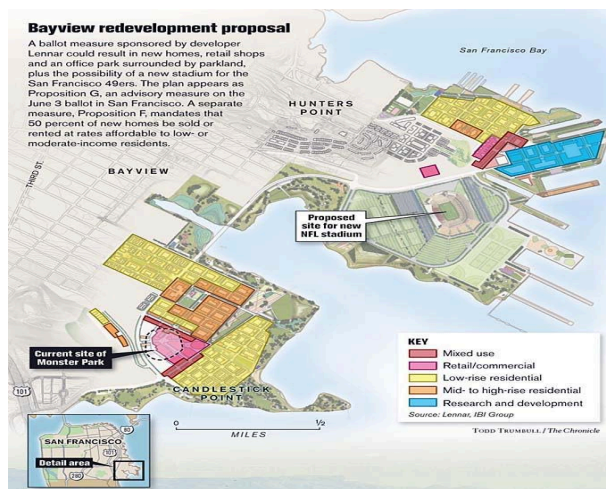 Bayview redevelopment proposal
A ballot measure sponsored by developer
Lennar could result in new homes, retail shops
and an office park surrounded by parkland,
plus the possibility of a new stadium for the
San Francisco 49ers. The plan appears as
Proposition G, an advisory measure on the
June 3 ballot in San Francisco. A separate
measure, Proposition F, mandates that
50 percent of new homes be sold or
rented at rates affordable to low- or
moderate-income residents.
San Francisco Bay
HUNTERS
POINT
THIRD ST.
BAYVIEW
Proposed
site for new
NFL stadium
Current site of
Monster Park
CANDLESTICK
POINT
101
0 ½
MILES
KEY
Mixed use
Retail/commercial
Low-rise residential
Mid- to high-rise residential
Research and development
Source: Lennar, IBI Group
TODD TRUMBULL / The Chronicle
SAN FRANCISCO
80
101
Detail area
280